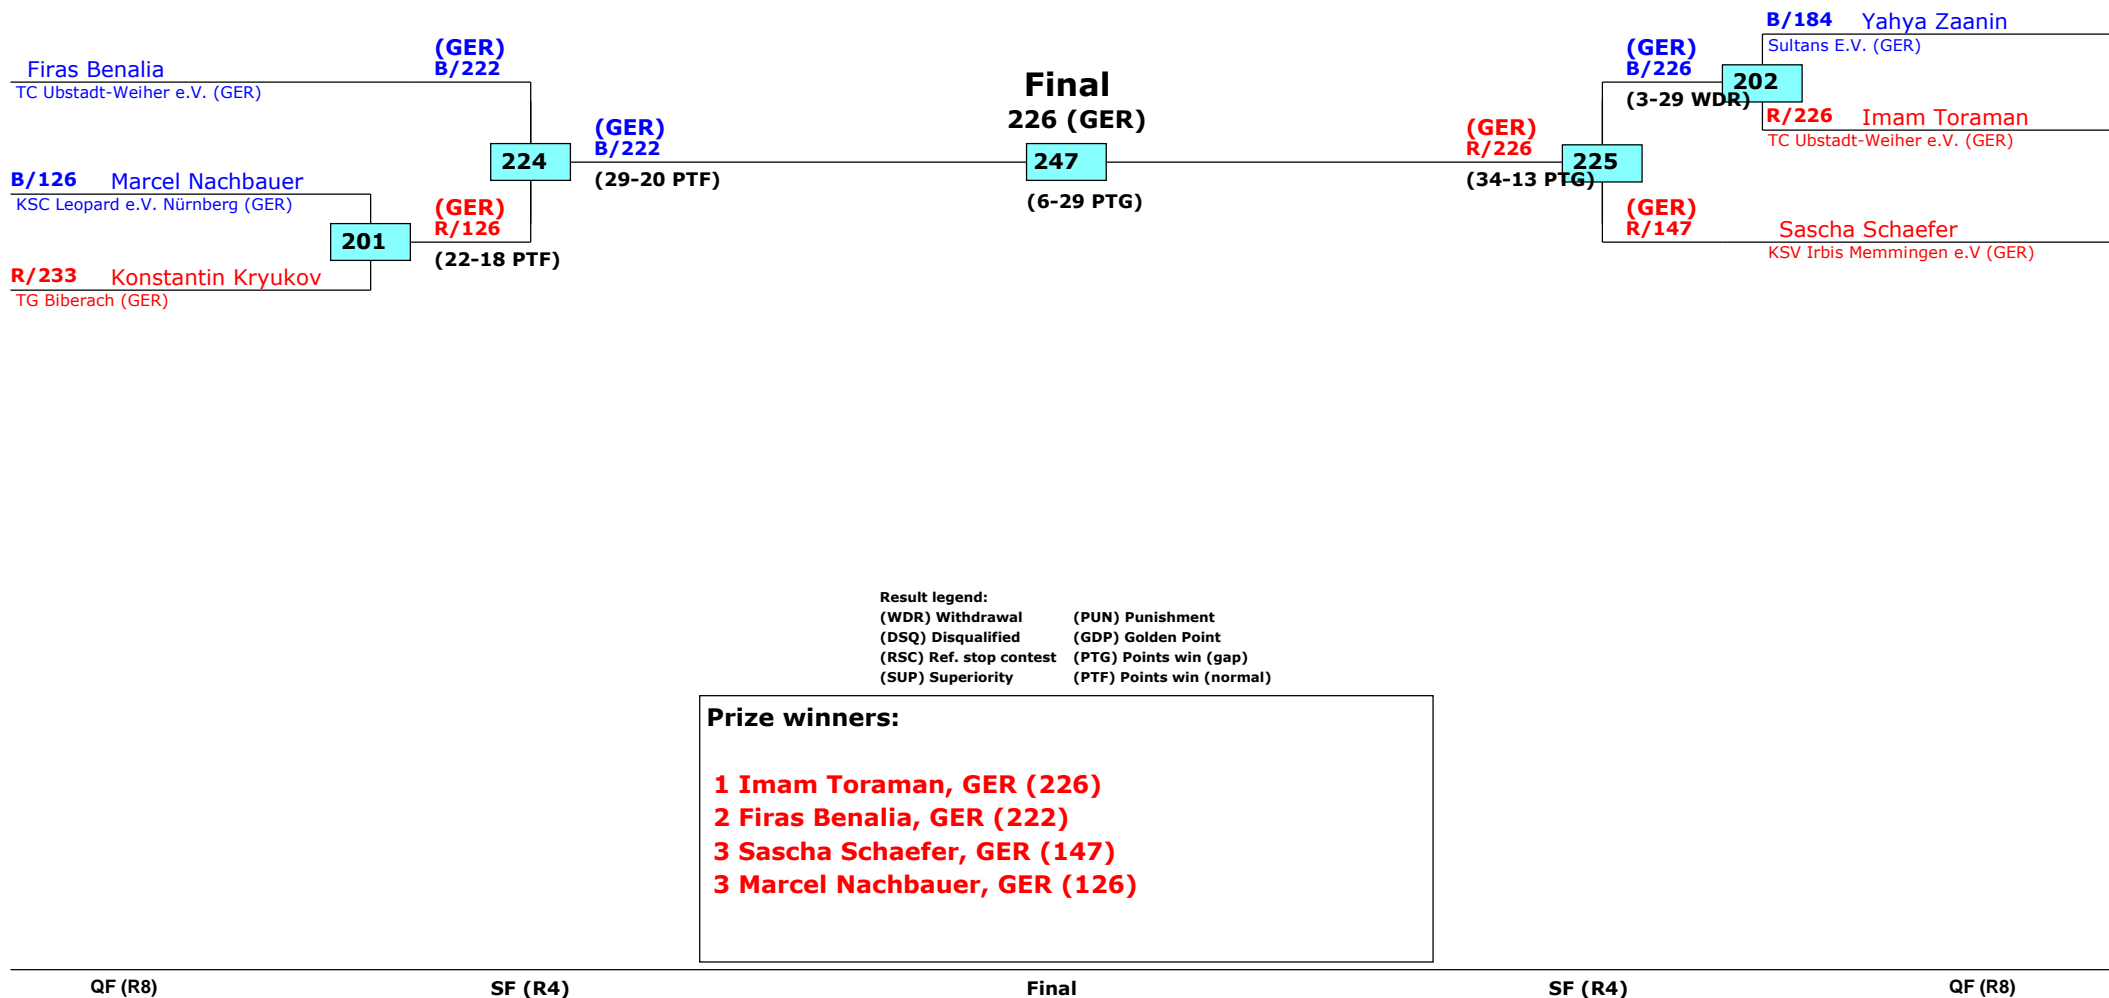 B/184 Yahya Zaanin
Sultans E.V. (GER)
(GER)
B/222
Firas Benalia
TC Ubstadt-Weiher e.V. (GER)
Final
226 (GER)
(GER)
B/226
202
(3-29 WDR)
R/226 Imam Toraman
TC Ubstadt-Weiher e.V. (GER)
(GER)
B/222
224
(29-20 PTF)
247
(6-29 PTG)
(GER)
R/226
225
(34-13 PTG)
B/126 Marcel Nachbauer
KSC Leopard e.V. Nürnberg (GER)
(GER)
R/126
201
(22-18 PTF)
R/233 Konstantin Kryukov
TG Biberach (GER)
(GER)
R/147
Sascha Schaefer
KSV Irbis Memmingen e.V (GER)
Result legend:
(WDR) Withdrawal (PUN) Punishment
(DSQ) Disqualified (GDP) Golden Point
(RSC) Ref. stop contest (PTG) Points win (gap)
(SUP) Superiority (PTF) Points win (normal)
Prize winners:
1 Imam Toraman, GER (226)
2 Firas Benalia, GER (222)
3 Sascha Schaefer, GER (147)
3 Marcel Nachbauer, GER (126)
QF (R8) SF (R4) Final SF (R4) QF (R8)